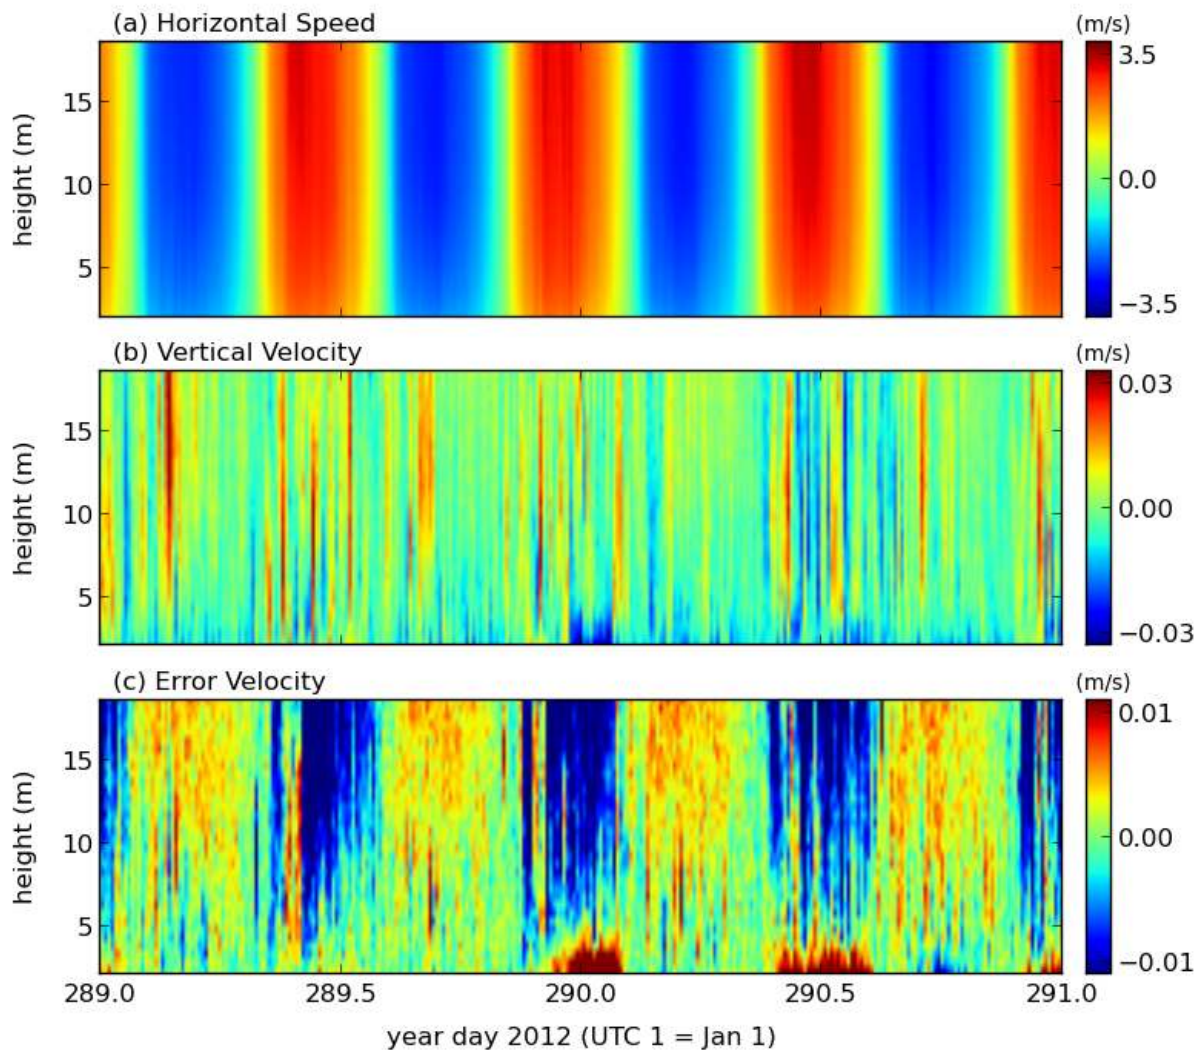 (a) Horizontal Speed
(m/s)
15
10
5
height (m)
3.5
0.0
−3.5
(b) Vertical Velocity
(m/s)
15
10
5
height (m)
0.03
0.00
−0.03
(c) Error Velocity
(m/s)
15
10
5
height (m)
0.01
0.00
−0.01
289.0 289.5 290.0 290.5 291.0
year day 2012 (UTC 1 = Jan 1)